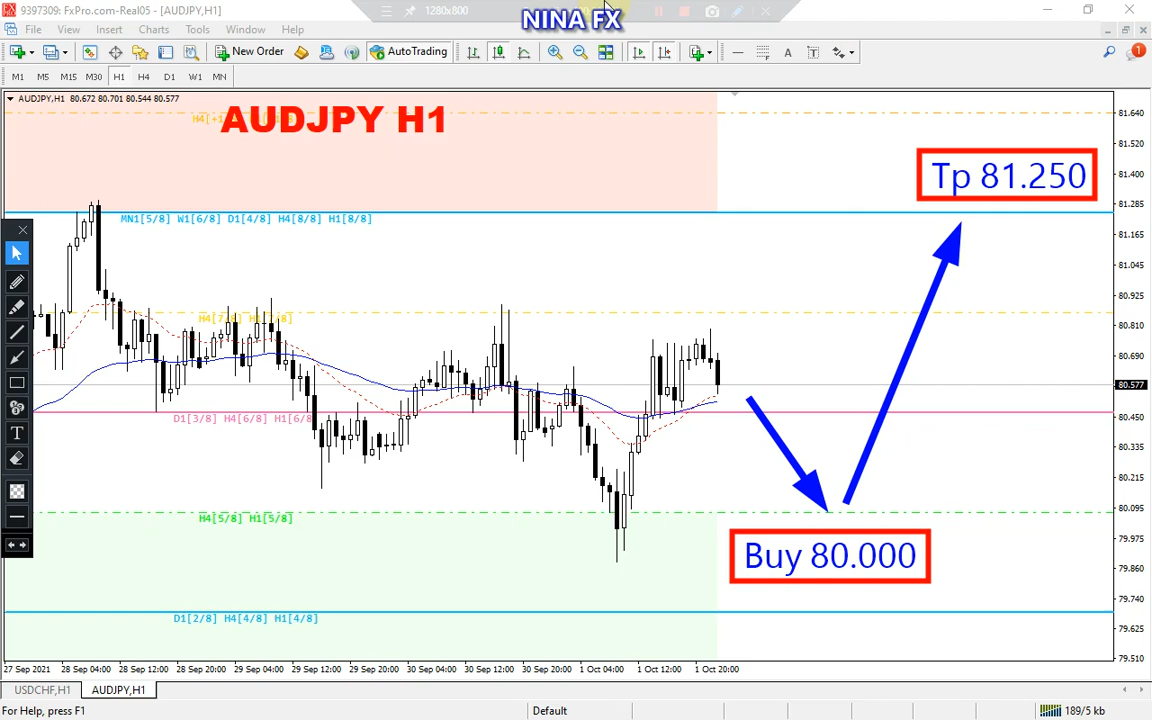 9397309: FxPro.com-Real05 - [AUDJPY,H1]
1280x800
NINA FX
File View Insert Charts Tools Window Help
New Order AutoTrading
1
M1 M5 M15 M30 H1 H4 D1 W1 MN
AUDJPY,H1 80.672 80.701 80.544 80.577
AUDJPY H1
81.640
81.520
81.400
81.285
81.165
81.045
80.925
80.810
80.690
80.577
80.450
80.335
80.215
80.095
79.975
79.860
79.740
79.625
79.510
Tp 81.250
MN1[5/8] W1[6/8] D1[4/8] H4[8/8] H1[8/8]
D1[3/8] H4[6/8] H1[6/8
H4[5/8] H1[5/8]
Buy 80.000
D1[2/8] H4[4/8] H1[4/8]
27 Sep 2021 28 Sep 04:00 28 Sep 12:00 28 Sep 20:00 29 Sep 04:00 29 Sep 12:00 29 Sep 20:00 30 Sep 04:00 30 Sep 12:00 30 Sep 20:00 1 Oct 04:00 1 Oct 12:00 1 Oct 20:00
USDCHF,H1 AUDJPY,H1
For Help, press F1 Default 189/5 kb